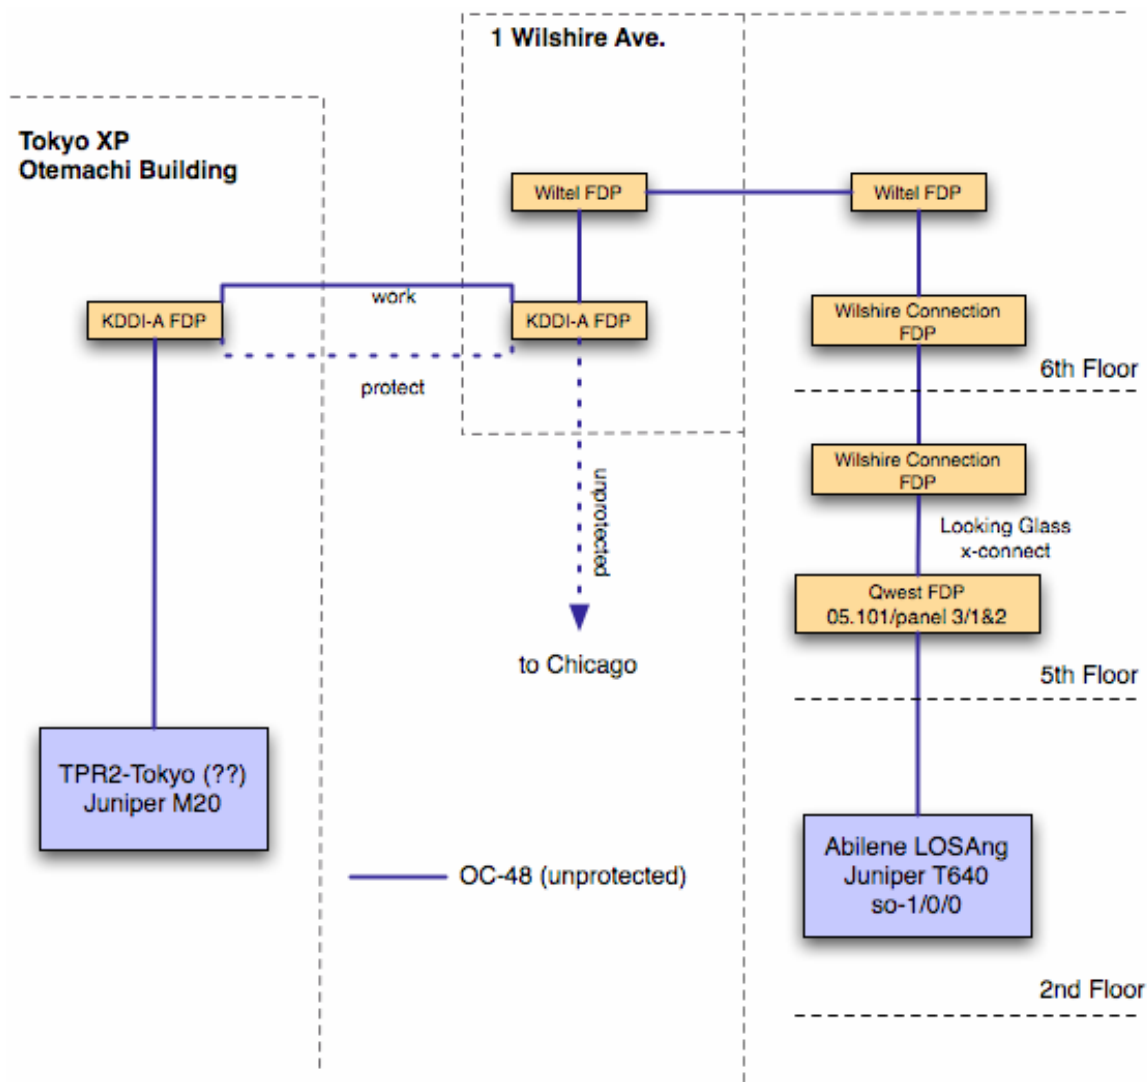 1 Wilshire Ave.
Tokyo XP
Otemachi Building
Wiltel FDP
Wiltel FDP
work
KDDI-A FDP
KDDI-A FDP
Wilshire Connection
FDP
protect
6th Floor
Wilshire Connection
FDP
unprotected
Looking Glass
x-connect
Qwest FDP
05.101/panel 3/1&2
to Chicago
5th Floor
TPR2-Tokyo (??)
Juniper M20
OC-48 (unprotected)
Abilene LOSAng
Juniper T640
so-1/0/0
2nd Floor